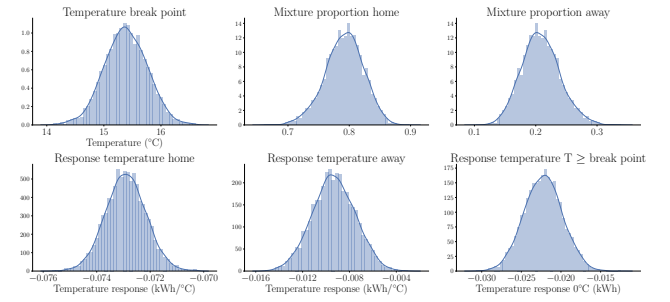 Temperature break point
Mixture proportion home
Mixture proportion away
1.0
0.8
0.6
0.4
0.2
0.0
14 15 16
Temperature (°C)
14
12
10
8
6
4
2
0
0.7 0.8 0.9
14
12
10
8
6
4
2
0
0.1 0.2 0.3
Response temperature home
Response temperature away
Response temperature T ≥ break point
500
400
300
200
100
0
−0.076 −0.074 −0.072 −0.070
Temperature response (kWh/°C)
200
150
100
50
0
−0.016 −0.012 −0.008 −0.004
Temperature response (kWh/°C)
175
150
125
100
75
50
25
0
−0.030 −0.025 −0.020 −0.015
Temperature response 0°C (kWh)